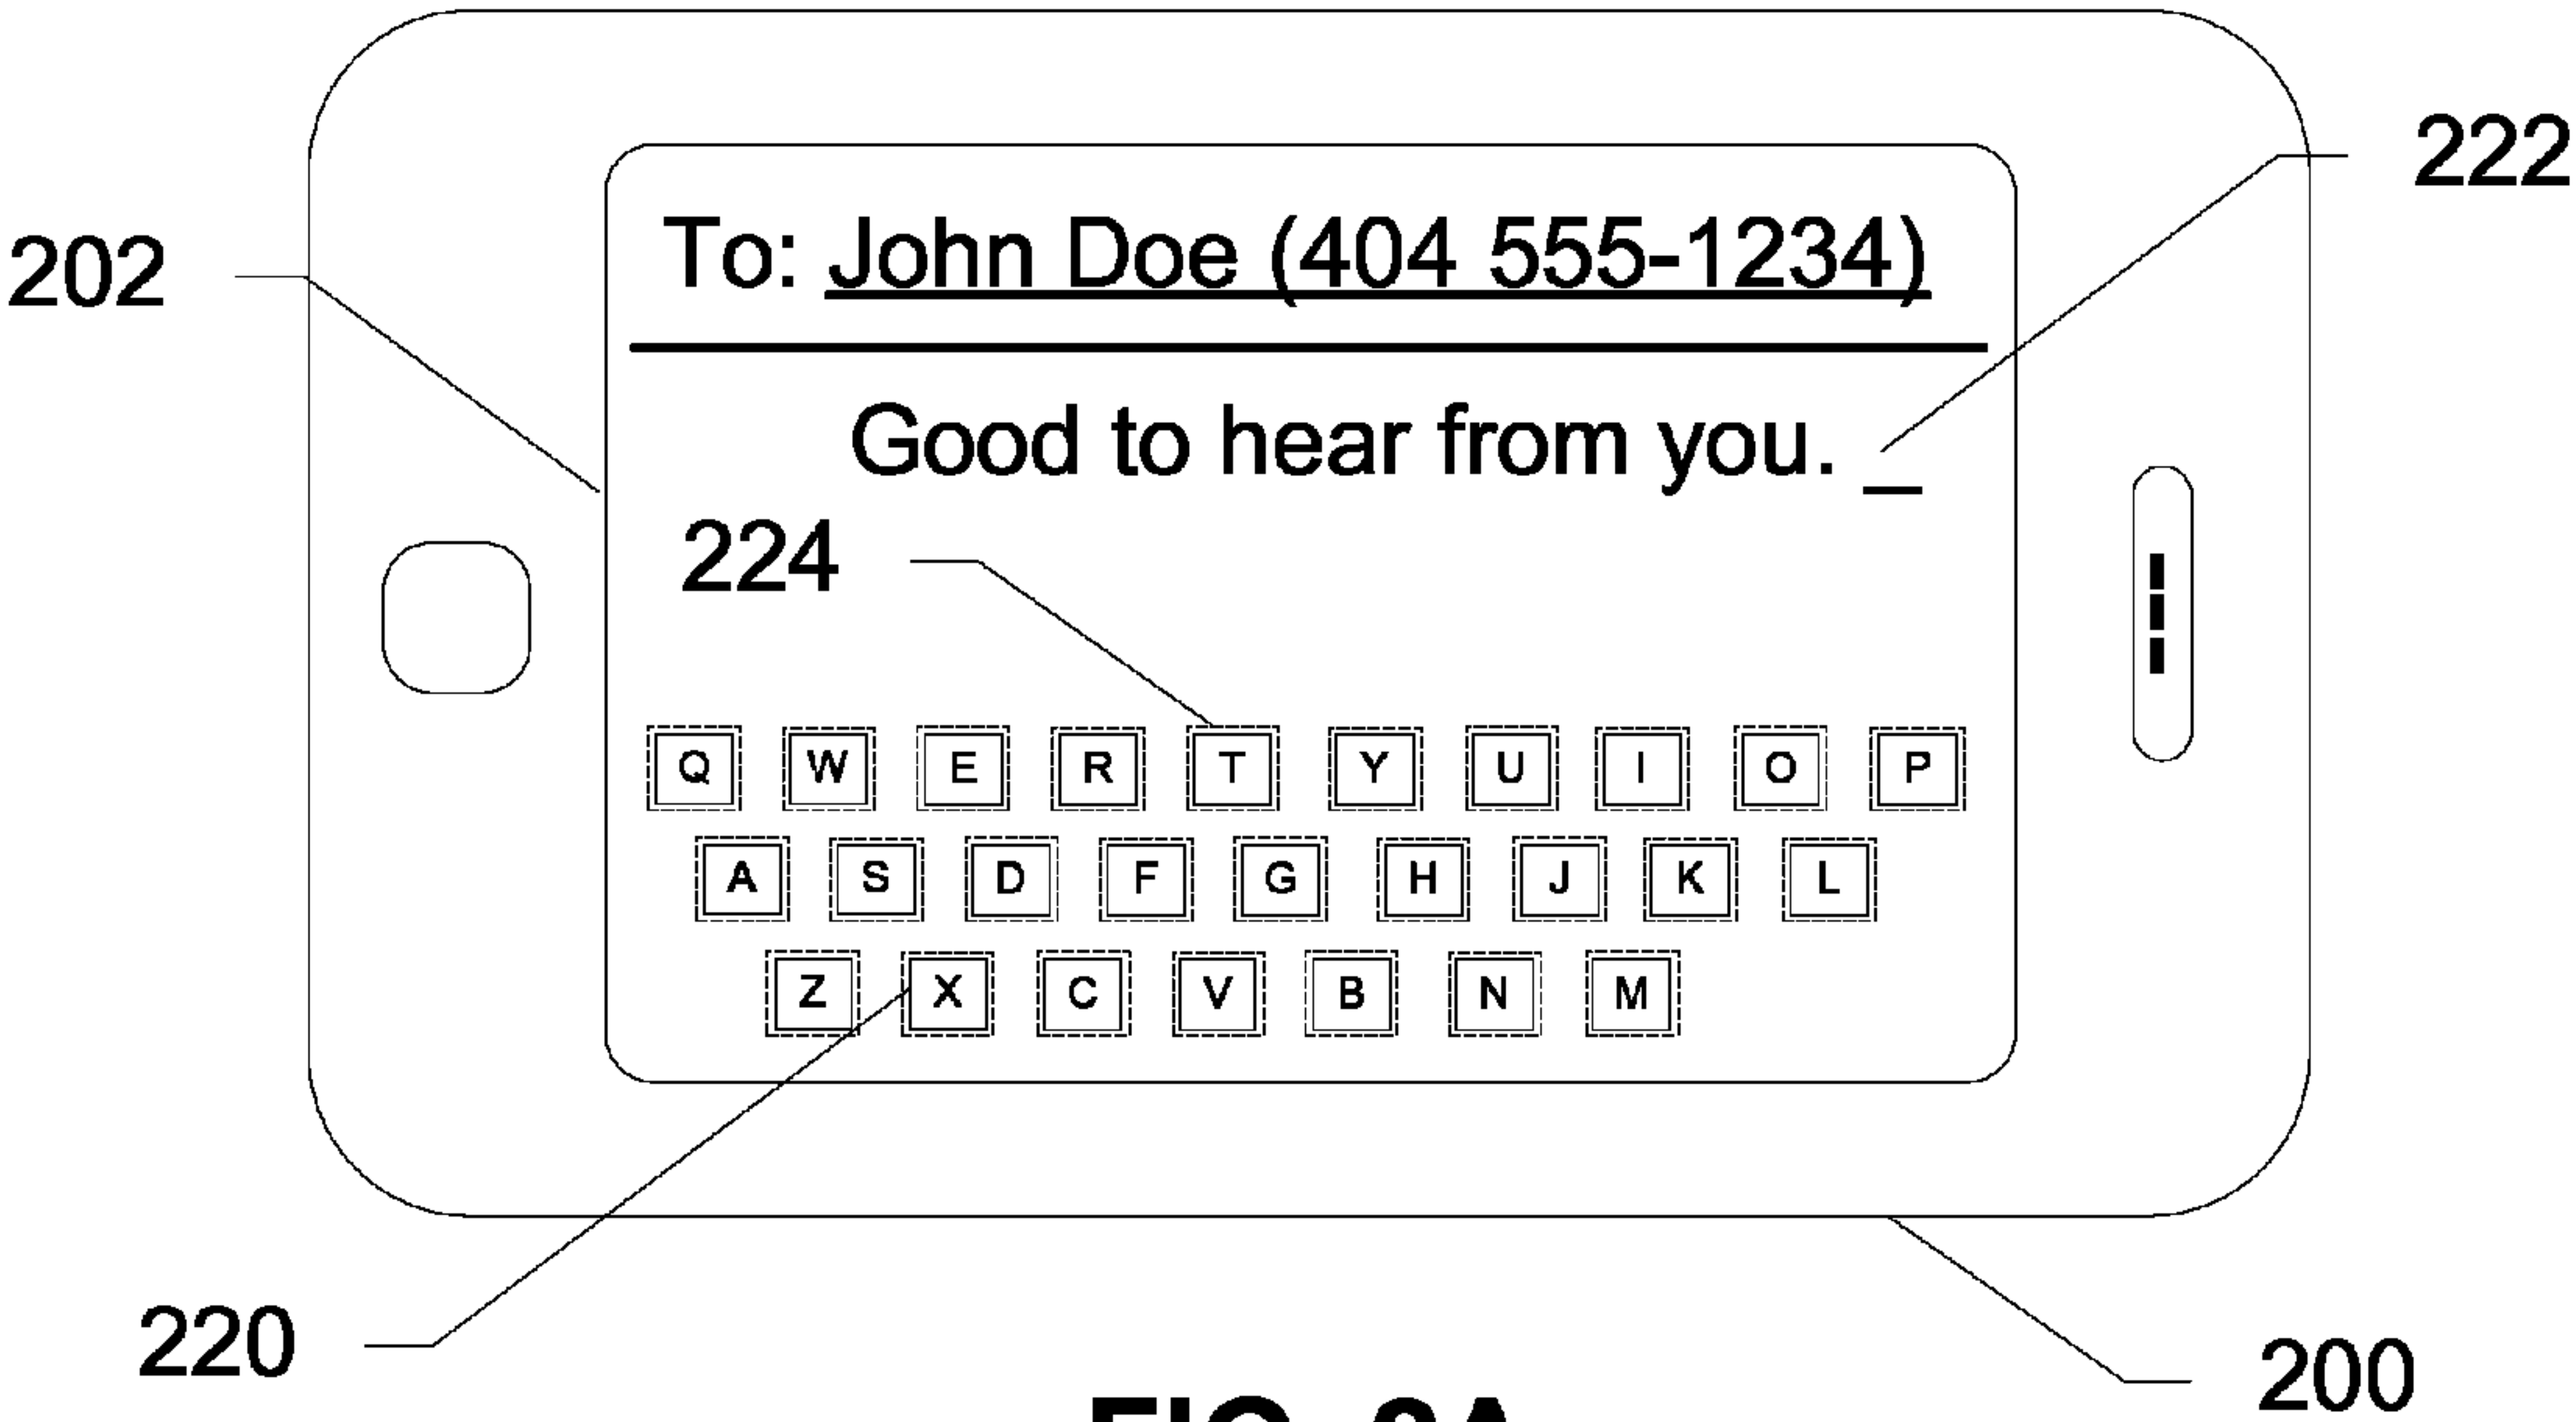 222
To: John Doe (404 555-1234)
202
Good to hear from you. _
224
Q W E R T Y U I O P
A S D F G H J K L
Z X C V B N M
220
200